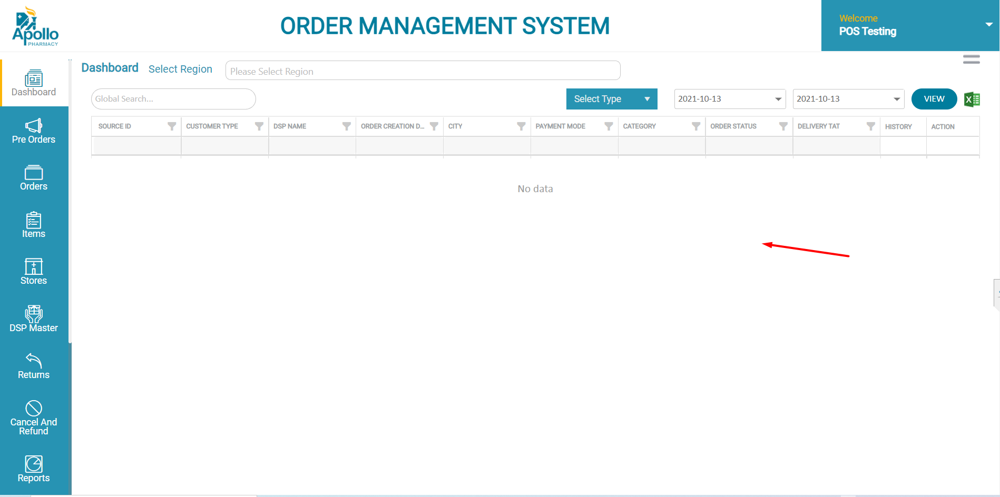 Apollo
PHARMACY
ORDER MANAGEMENT SYSTEM
Welcome
POS Testing
Dashboard
Select Region
Please Select Region
Global Search...
Select Type
2021-10-13
2021-10-13
VIEW
SOURCE ID
CUSTOMER TYPE
DSP NAME
ORDER CREATION D...
CITY
PAYMENT MODE
CATEGORY
ORDER STATUS
DELIVERY TAT
HISTORY
ACTION
No data
Dashboard
Pre Orders
Orders
Items
Stores
DSP Master
Returns
Cancel And
Refund
Reports